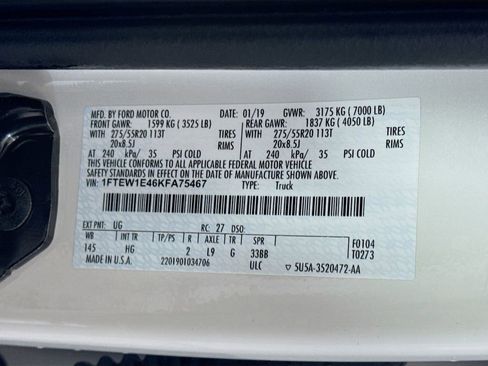 MFD. BY FORD MOTOR CO. DATE: 01/19 GVWR: 3175 KG ( 7000 LB)
FRONT GAWR: 1599 KG ( 3525 LB) REAR GAWR: 1837 KG ( 4050 LB)
WITH 275/55R20 113T TIRES WITH 275/55R20 113T TIRES
20x8.5J RIMS 20x8.5J RIMS
AT 240 kPa/ 35 PSI COLD AT 240 kPa/ 35 PSI COLD
THIS VEHICLE CONFORMS TO ALL APPLICABLE FEDERAL MOTOR VEHICLE
SAFETY STANDARDS IN EFFECT ON THE DATE OF MANUFACTURE SHOWN ABOVE.
VIN: 1FTEW1E46KFA75467 TYPE: Truck
EXT PNT: UG RC: 27 DSO:
WB INT TR TP/PS R AXLE TR SPR F0104
145 HG 2 L9 G 33BB T0273
MADE IN U.S.A. 2201901034706 ULC 5U5A-3520472-AA